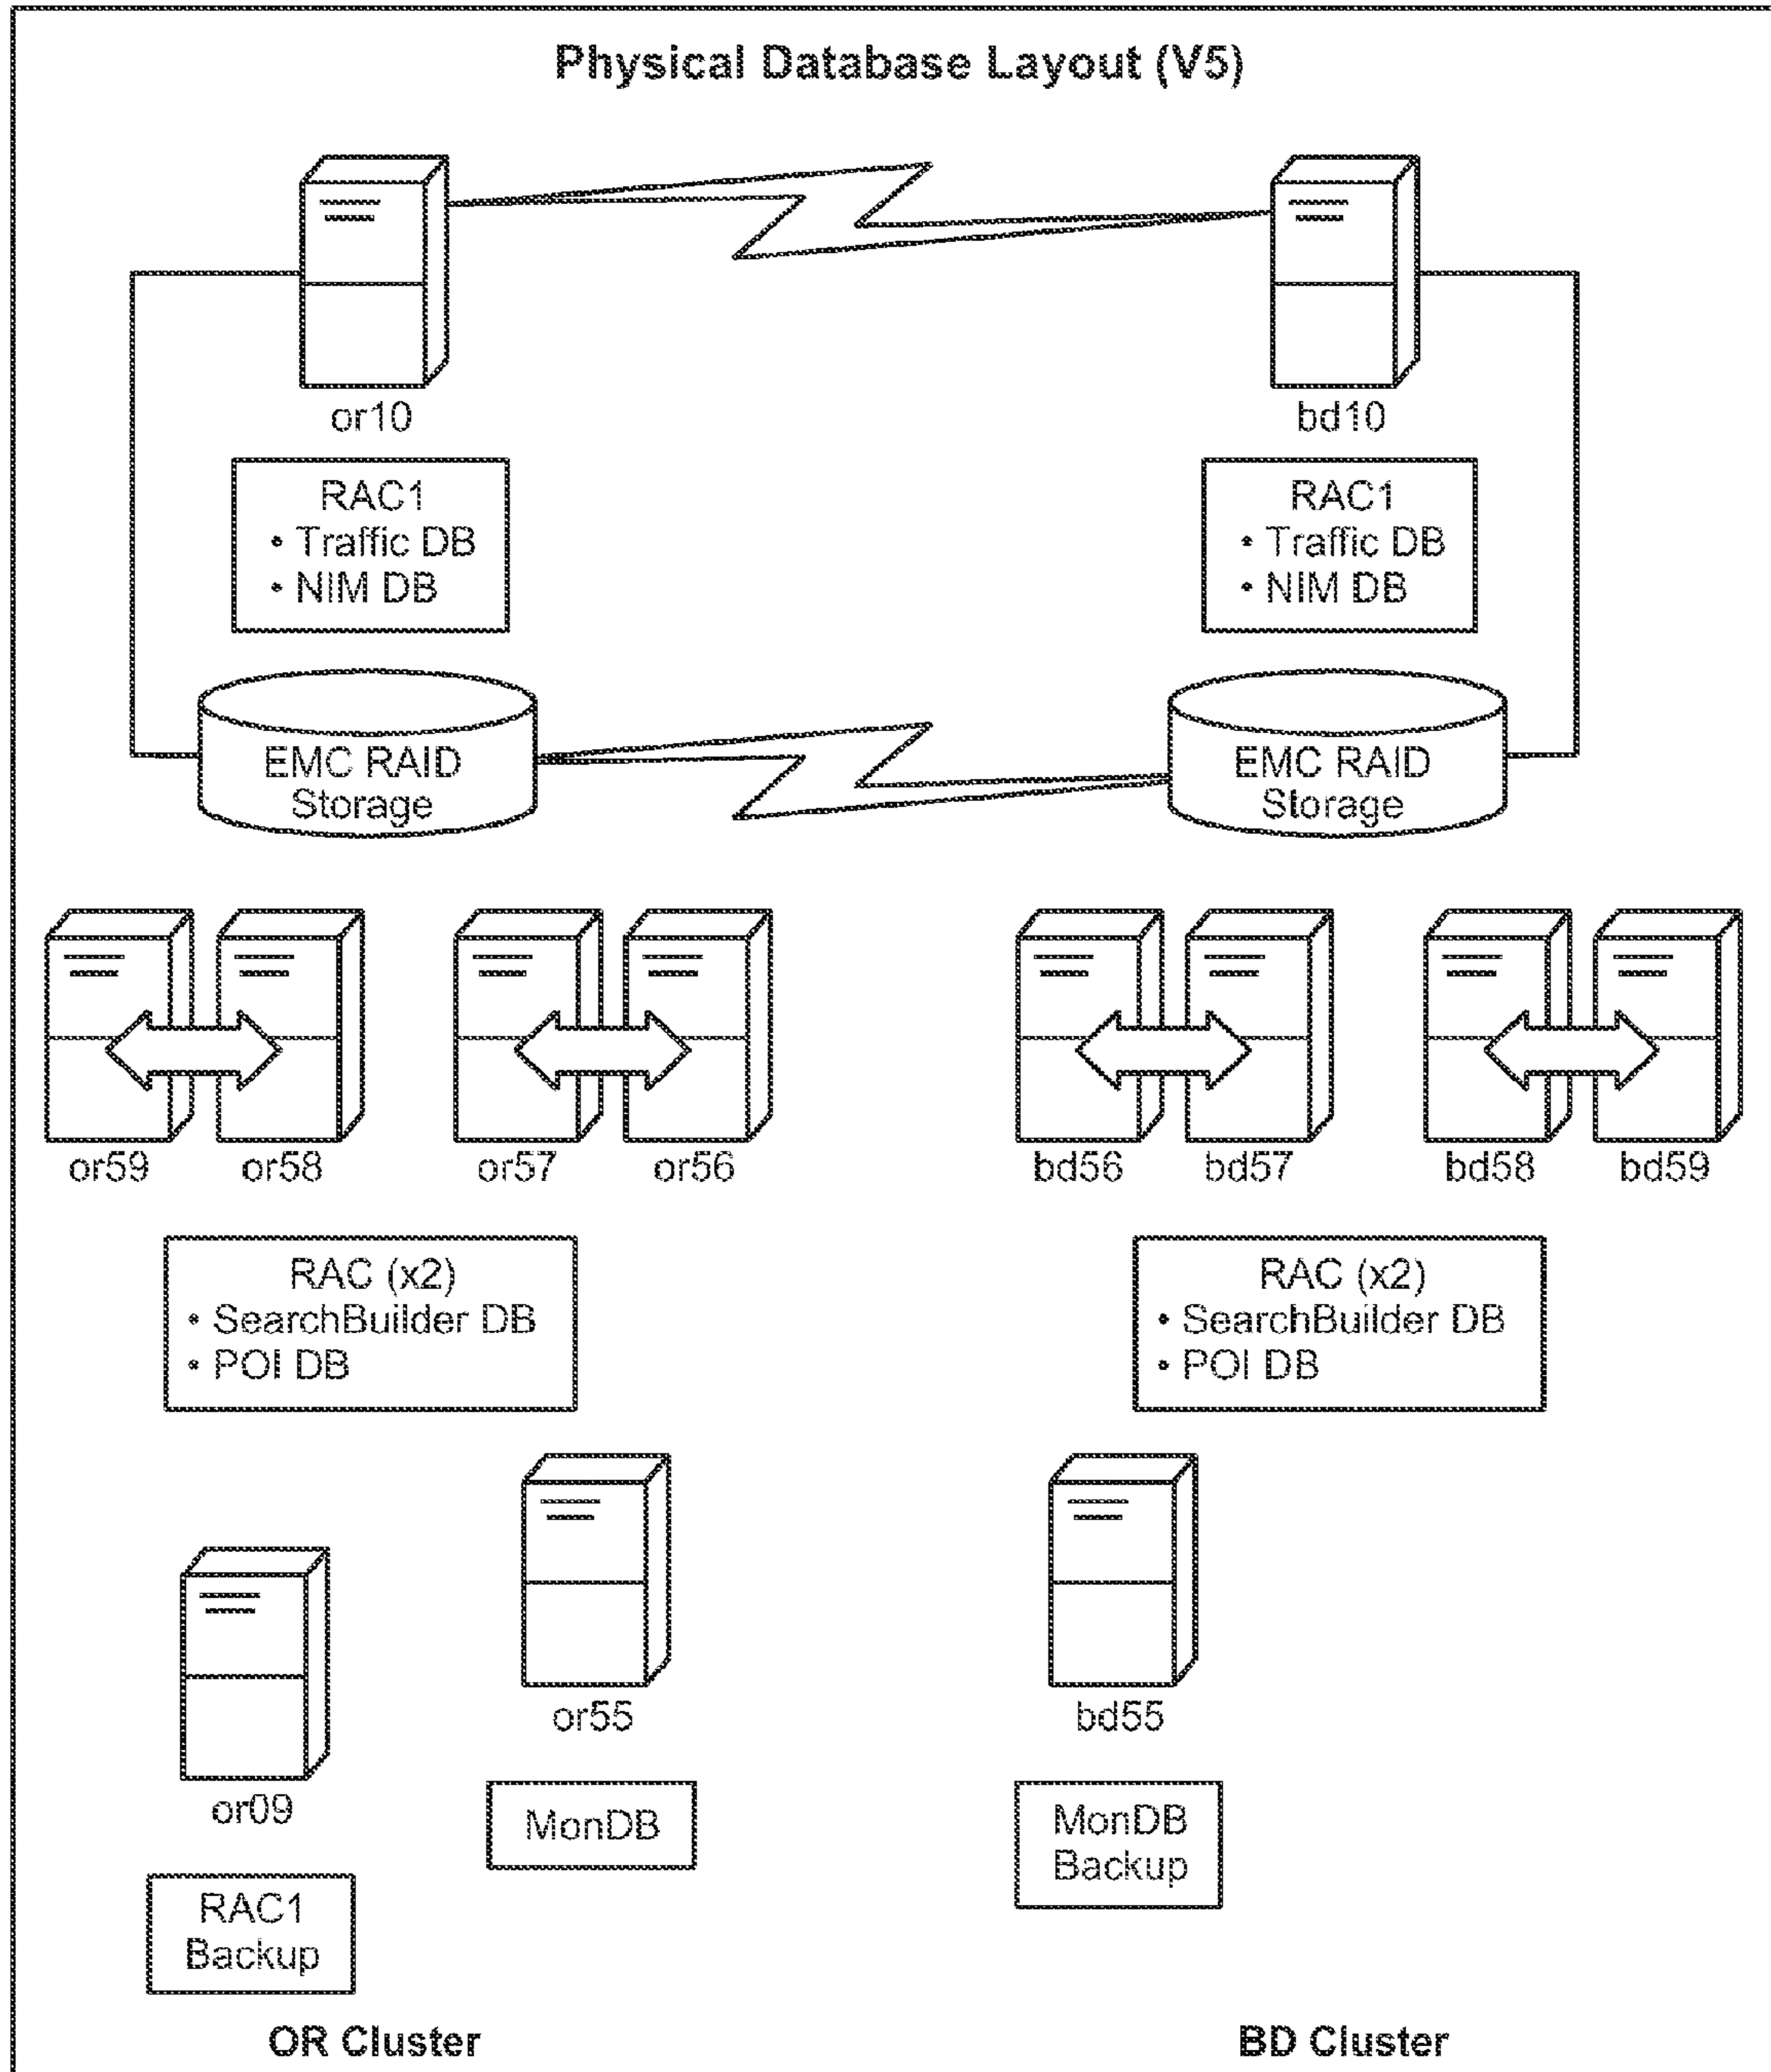 Physical Database Layout (V5)
or10
bd10
RAC1
• Traffic DB
• NIM DB
RAC1
• Traffic DB
• NIM DB
EMC RAID
Storage
EMC RAID
Storage
or59
or58
or57
or56
bd56
bd57
bd58
bd59
RAC (x2)
• SearchBuilder DB
• POI DB
RAC (x2)
• SearchBuilder DB
• POI DB
or55
bd55
or09
MonDB
MonDB
Backup
RAC1
Backup
OR Cluster
BD Cluster